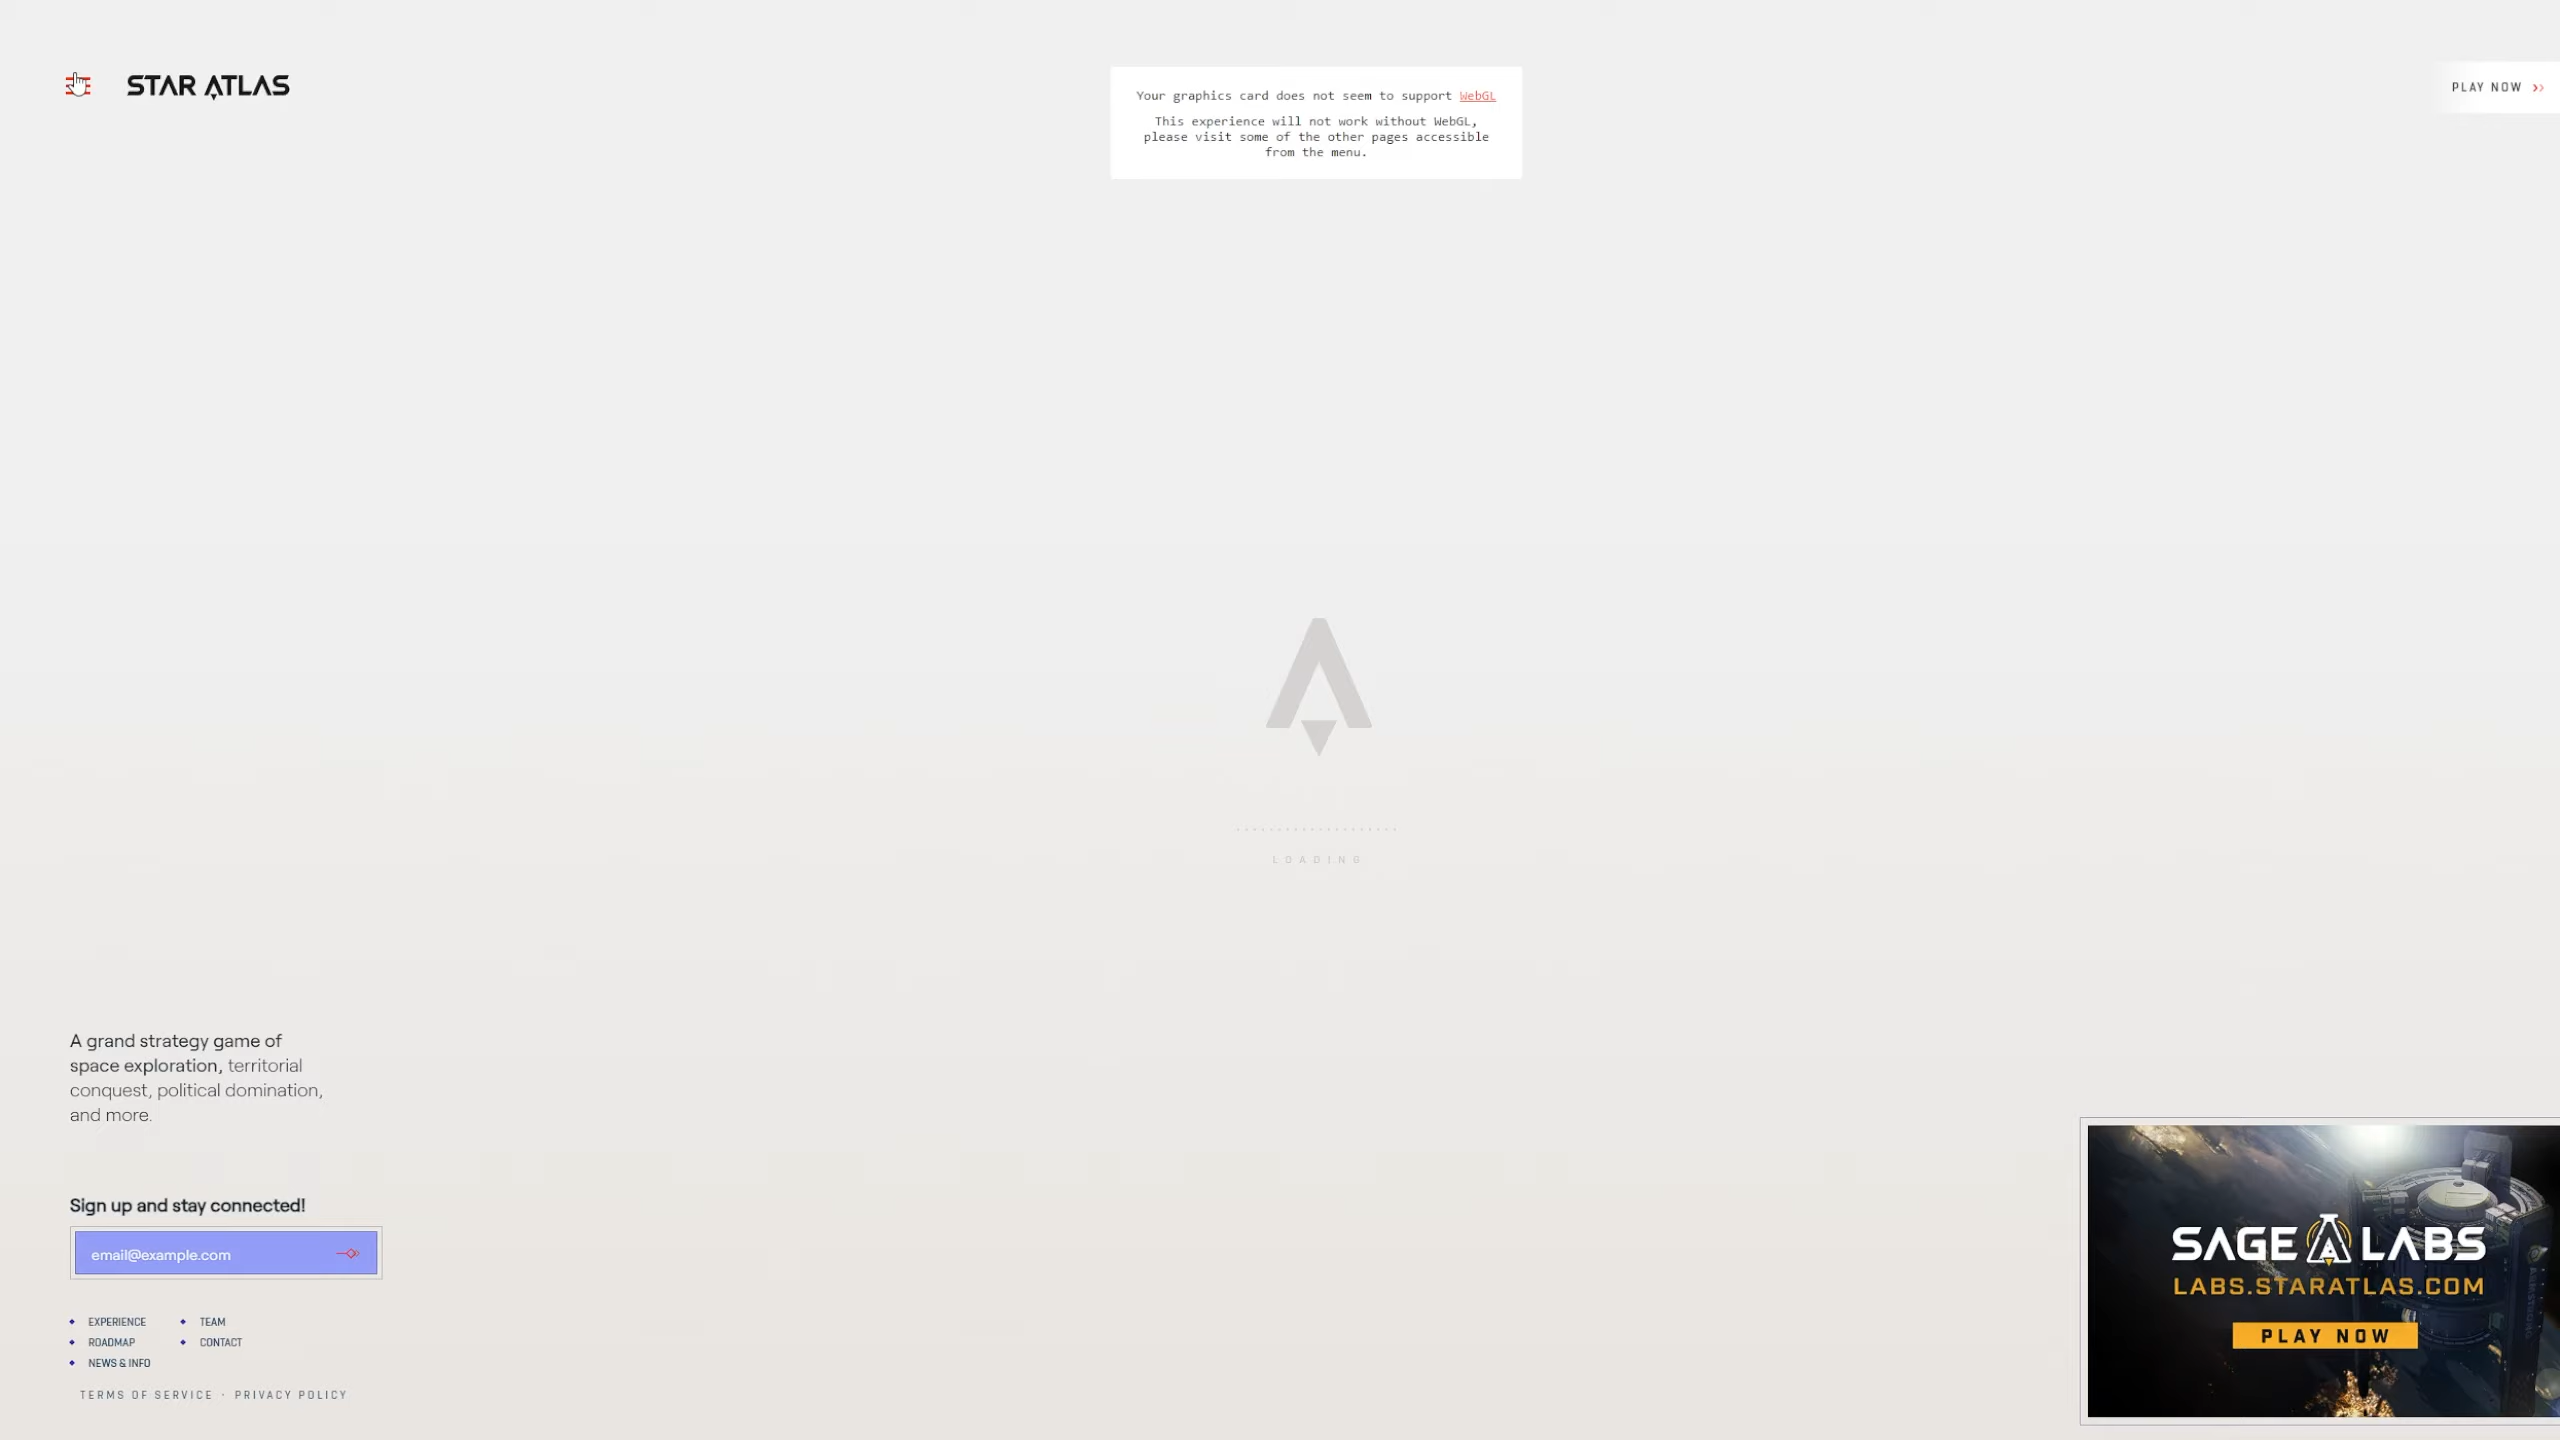 STAR ATLAS
Your graphics card does not seem to support WebGL
This experience will not work without WebGL,
please visit some of the other pages accessible
from the menu.
PLAY NOW
LOADING
A grand strategy game of
space exploration, territorial
conquest, political domination,
and more.
Sign up and stay connected!
email@example.com
EXPERIENCE
ROADMAP
NEWS & INFO
TEAM
CONTACT
TERMS OF SERVICE · PRIVACY POLICY
SAGE LABS
LABS.STARATLAS.COM
PLAY NOW